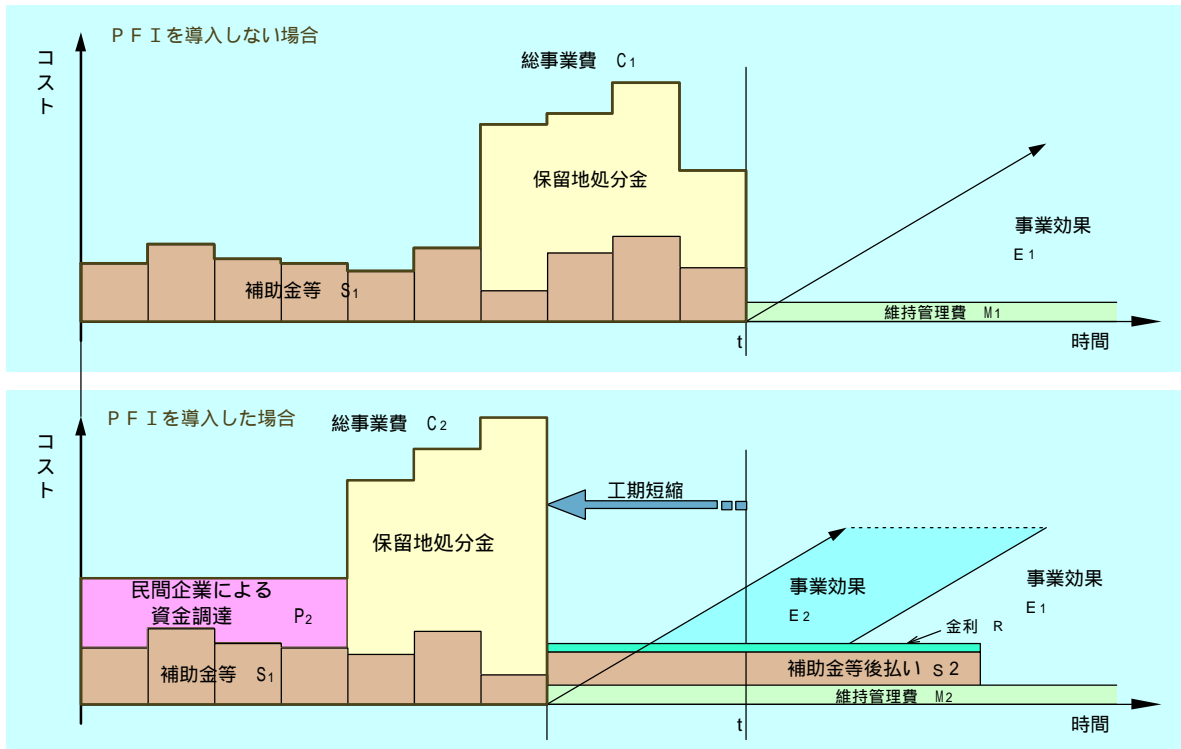 ＰＦＩを導入しない場合
コスト
総事業費　C1
保留地処分金
事業効果
E1
補助金等　S1
維持管理費　M1
t
時間
ＰＦＩを導入した場合
総事業費　C2
コスト
工期短縮
保留地処分金
民間企業による
資金調達　P2
事業効果
E2
事業効果
E1
金利　R
補助金等　S1
補助金等後払い　S2
維持管理費　M2
t
時間